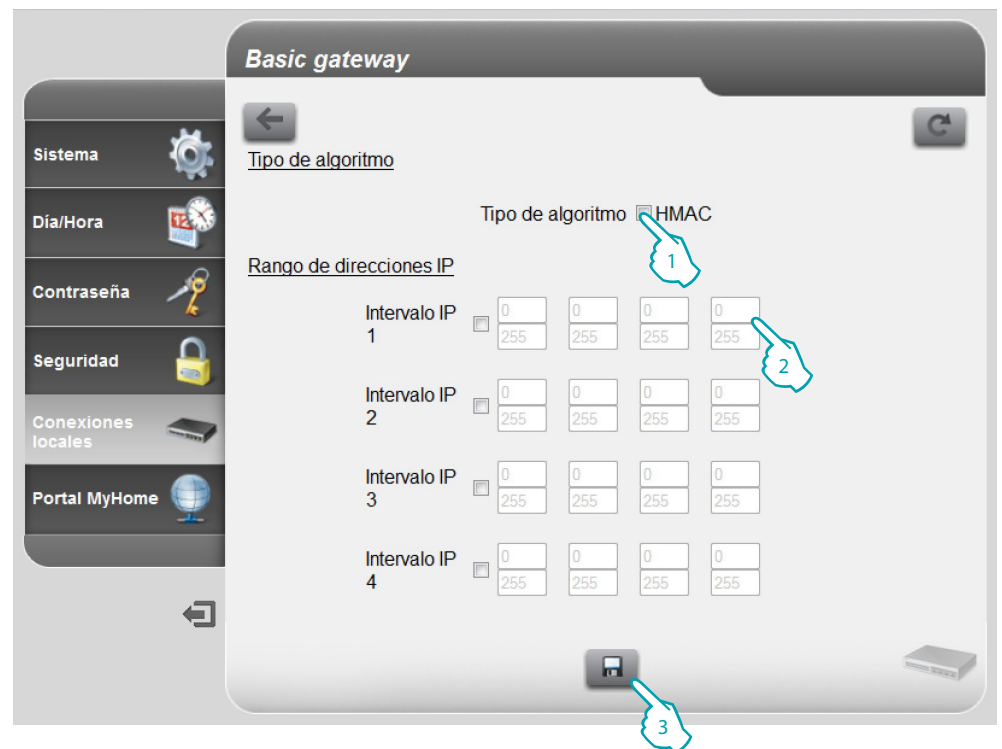 Basic gateway
Sistema
Día/Hora
12
Contraseña
Seguridad
Conexiones
locales
Portal MyHome
Tipo de algoritmo
Tipo de algoritmo HMAC
1
Rango de direcciones IP
Intervalo IP
1
0 0 0 0
255 255 255 255
2
Intervalo IP
2
0 0 0 0
255 255 255 255
Intervalo IP
3
0 0 0 0
255 255 255 255
Intervalo IP
4
0 0 0 0
255 255 255 255
3